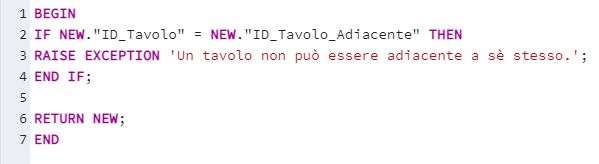 1 BEGIN
2 IF NEW."ID_Tavolo" = NEW."ID_Tavolo_Adiacente" THEN
3 RAISE EXCEPTION 'Un tavolo non può essere adiacente a sè stesso.';
4 END IF;
5
6 RETURN NEW;
7 END